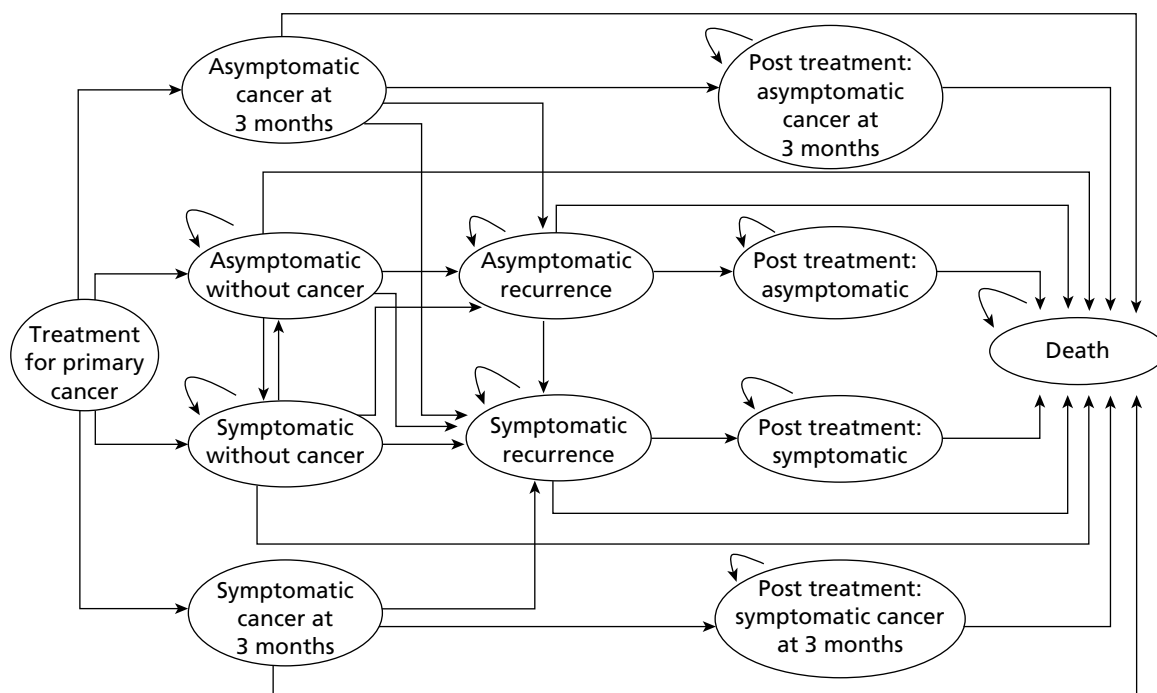 Asymptomatic
cancer at
3 months
Post treatment:
asymptomatic
cancer at
3 months
Asymptomatic
without cancer
Asymptomatic
recurrence
Post treatment:
asymptomatic
Treatment
for primary
cancer
Death
Symptomatic
without cancer
Symptomatic
recurrence
Post treatment:
symptomatic
Symptomatic
cancer at
3 months
Post treatment:
symptomatic cancer
at 3 months